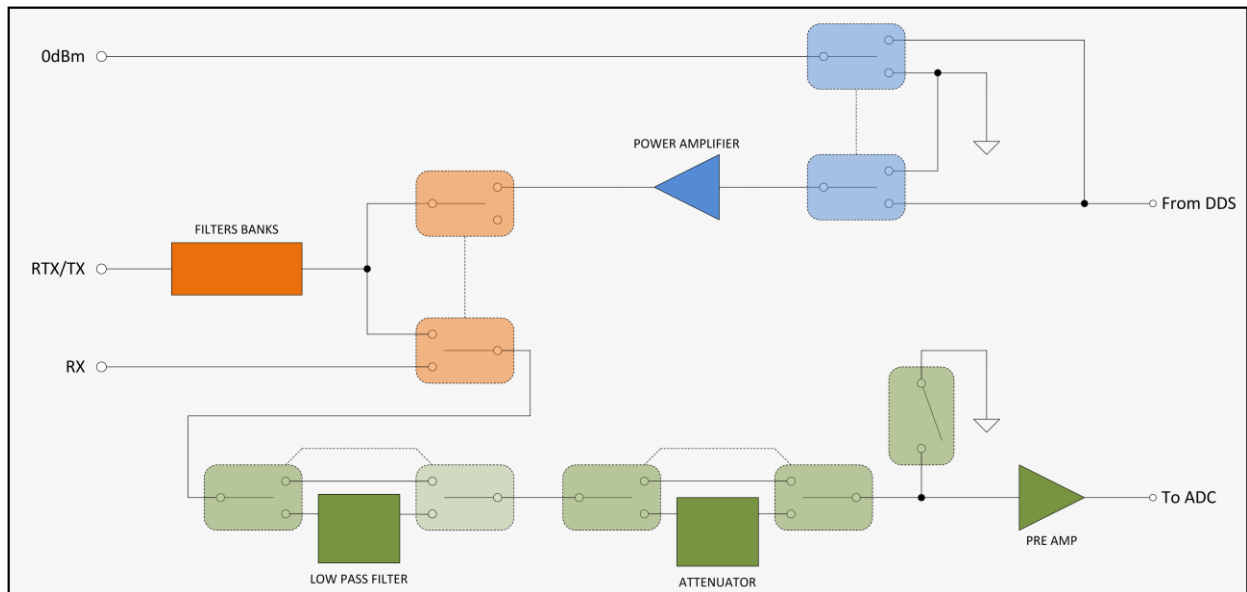 0dBm
POWER AMPLIFIER
From DDS
FILTERS BANKS
RTX/TX
RX
To ADC
LOW PASS FILTER
ATTENUATOR
PRE AMP